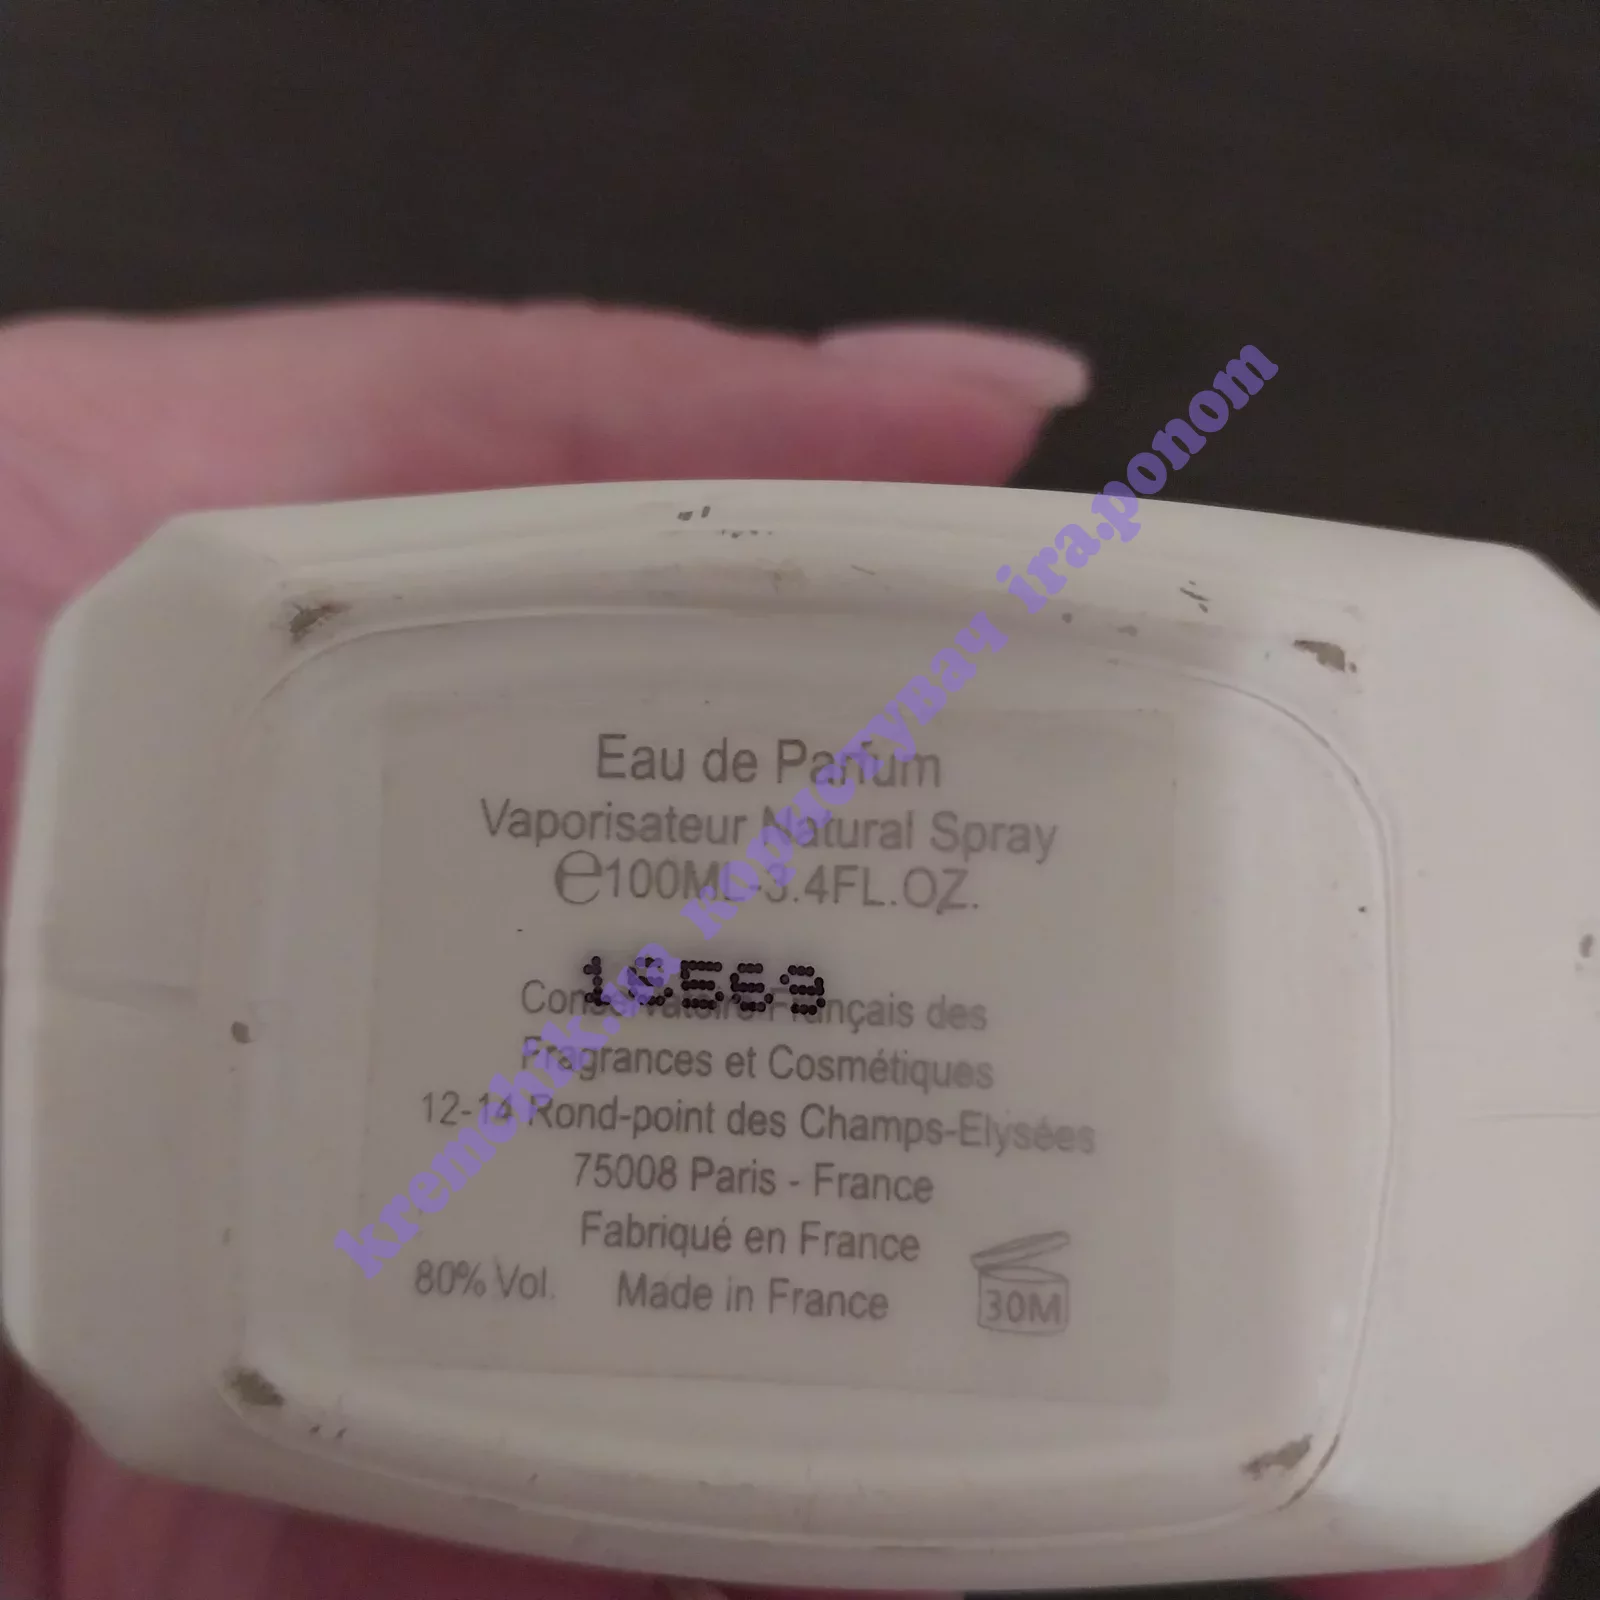 Eau de Parfum
Vaporisateur Natural Spray
℮100ML-3.4FL.OZ.
Conservatoire Français des
Fragrances et Cosmétiques
12-14 Rond-point des Champs-Elysées
75008 Paris - France
Fabriqué en France
80% Vol. Made in France
30M
kremchik.ua користувач ira.ponom